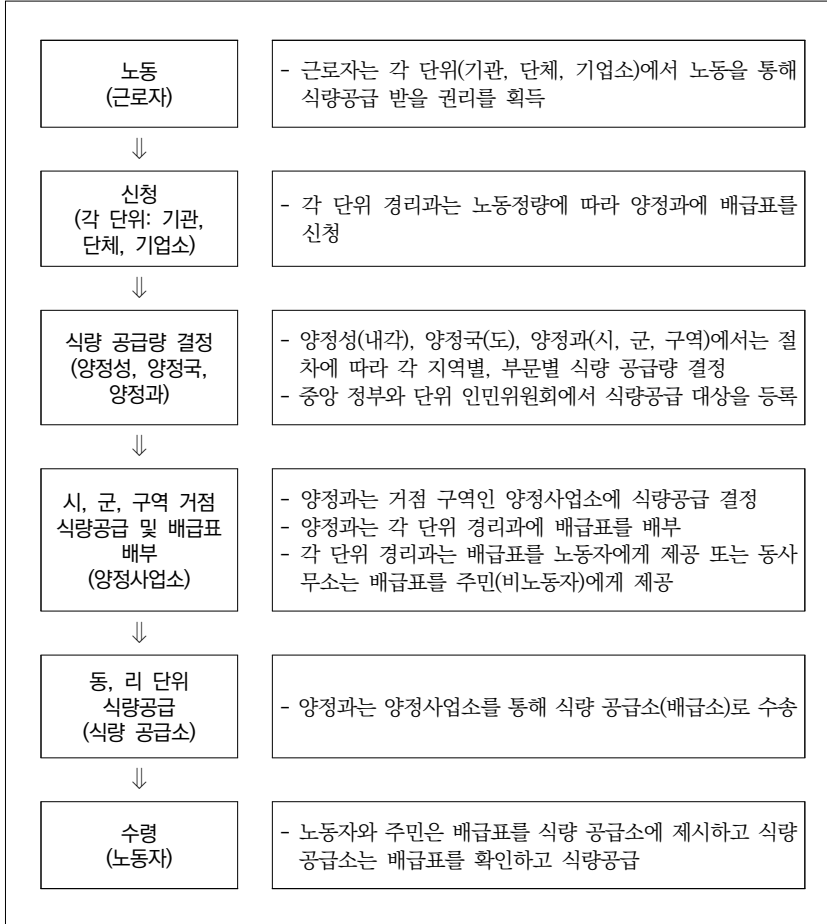 노동
(근로자)
- 근로자는 각 단위(기관, 단체, 기업소)에서 노동을 통해
식량공급 받을 권리를 획득
⇓
신청
(각 단위: 기관,
단체, 기업소)
- 각 단위 경리과는 노동정량에 따라 양정과에 배급표를
신청
⇓
식량 공급량 결정
(양정성, 양정국,
양정과)
- 양정성(내각), 양정국(도), 양정과(시, 군, 구역)에서는 절
차에 따라 각 지역별, 부문별 식량 공급량 결정
- 중앙 정부와 단위 인민위원회에서 식량공급 대상을 등록
⇓
시, 군, 구역 거점
식량공급 및 배급표
배부
(양정사업소)
- 양정과는 거점 구역인 양정사업소에 식량공급 결정
- 양정과는 각 단위 경리과에 배급표를 배부
- 각 단위 경리과는 배급표를 노동자에게 제공 또는 동사
무소는 배급표를 주민(비노동자)에게 제공
⇓
동, 리 단위
식량공급
(식량 공급소)
- 양정과는 양정사업소를 통해 식량 공급소(배급소)로 수송
⇓
수령
(노동자)
- 노동자와 주민은 배급표를 식량 공급소에 제시하고 식량
공급소는 배급표를 확인하고 식량공급